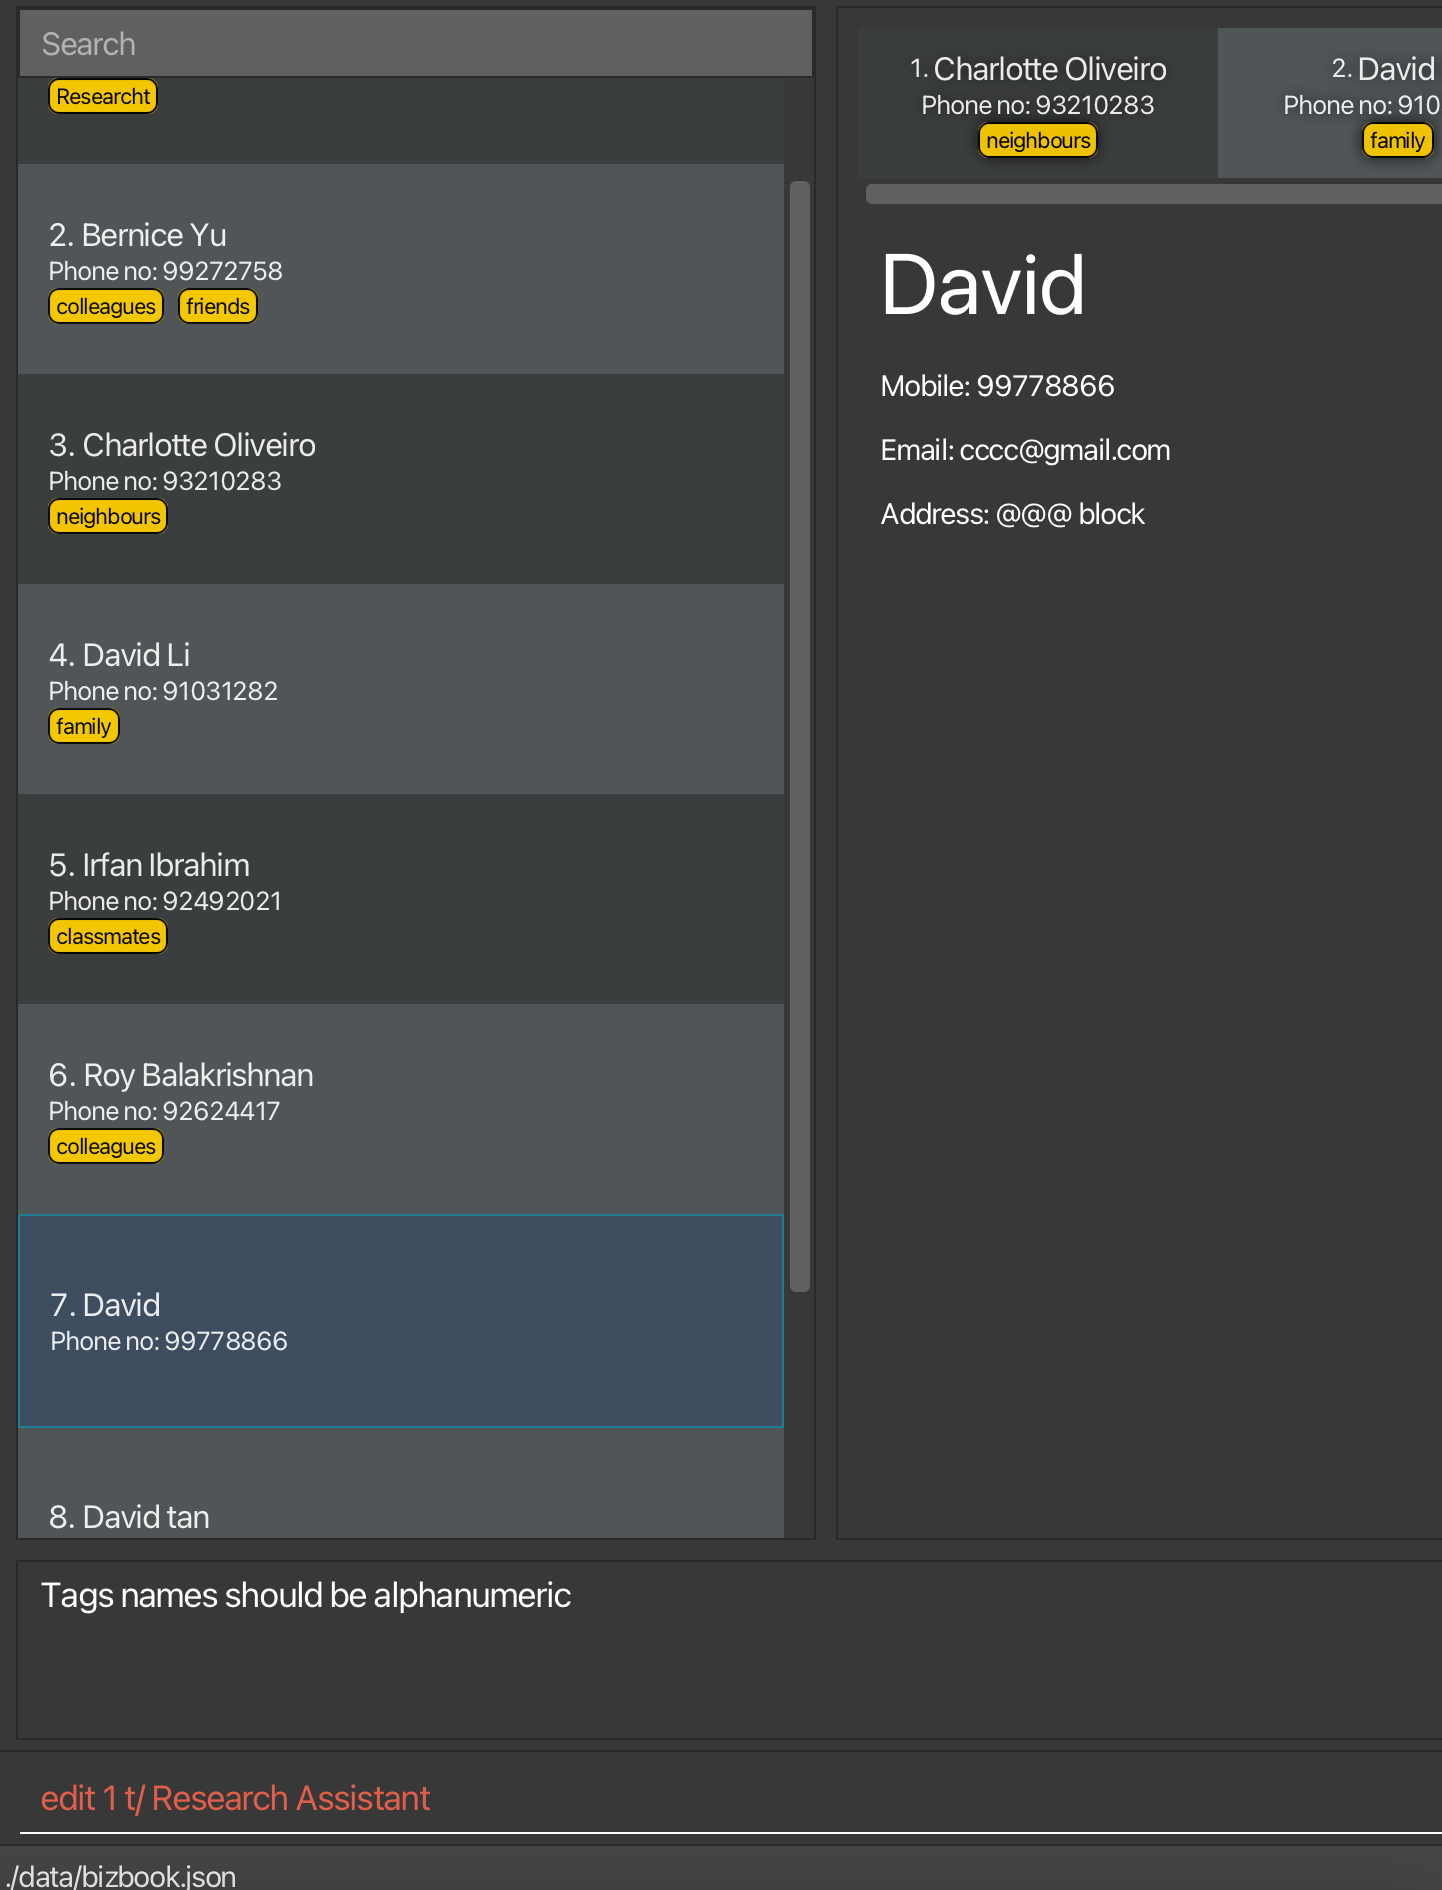 Search
Researcht
2. Bernice Yu
Phone no: 99272758
colleagues friends
3. Charlotte Oliveiro
Phone no: 93210283
neighbours
4. David Li
Phone no: 91031282
family
5. Irfan Ibrahim
Phone no: 92492021
classmates
6. Roy Balakrishnan
Phone no: 92624417
colleagues
7. David
Phone no: 99778866
8. David tan
1. Charlotte Oliveiro
Phone no: 93210283
neighbours
2. David
Phone no: 910
family
David
Mobile: 99778866
Email: cccc@gmail.com
Address: @@@ block
Tags names should be alphanumeric
edit 1 t/ Research Assistant
./data/bizbook.json